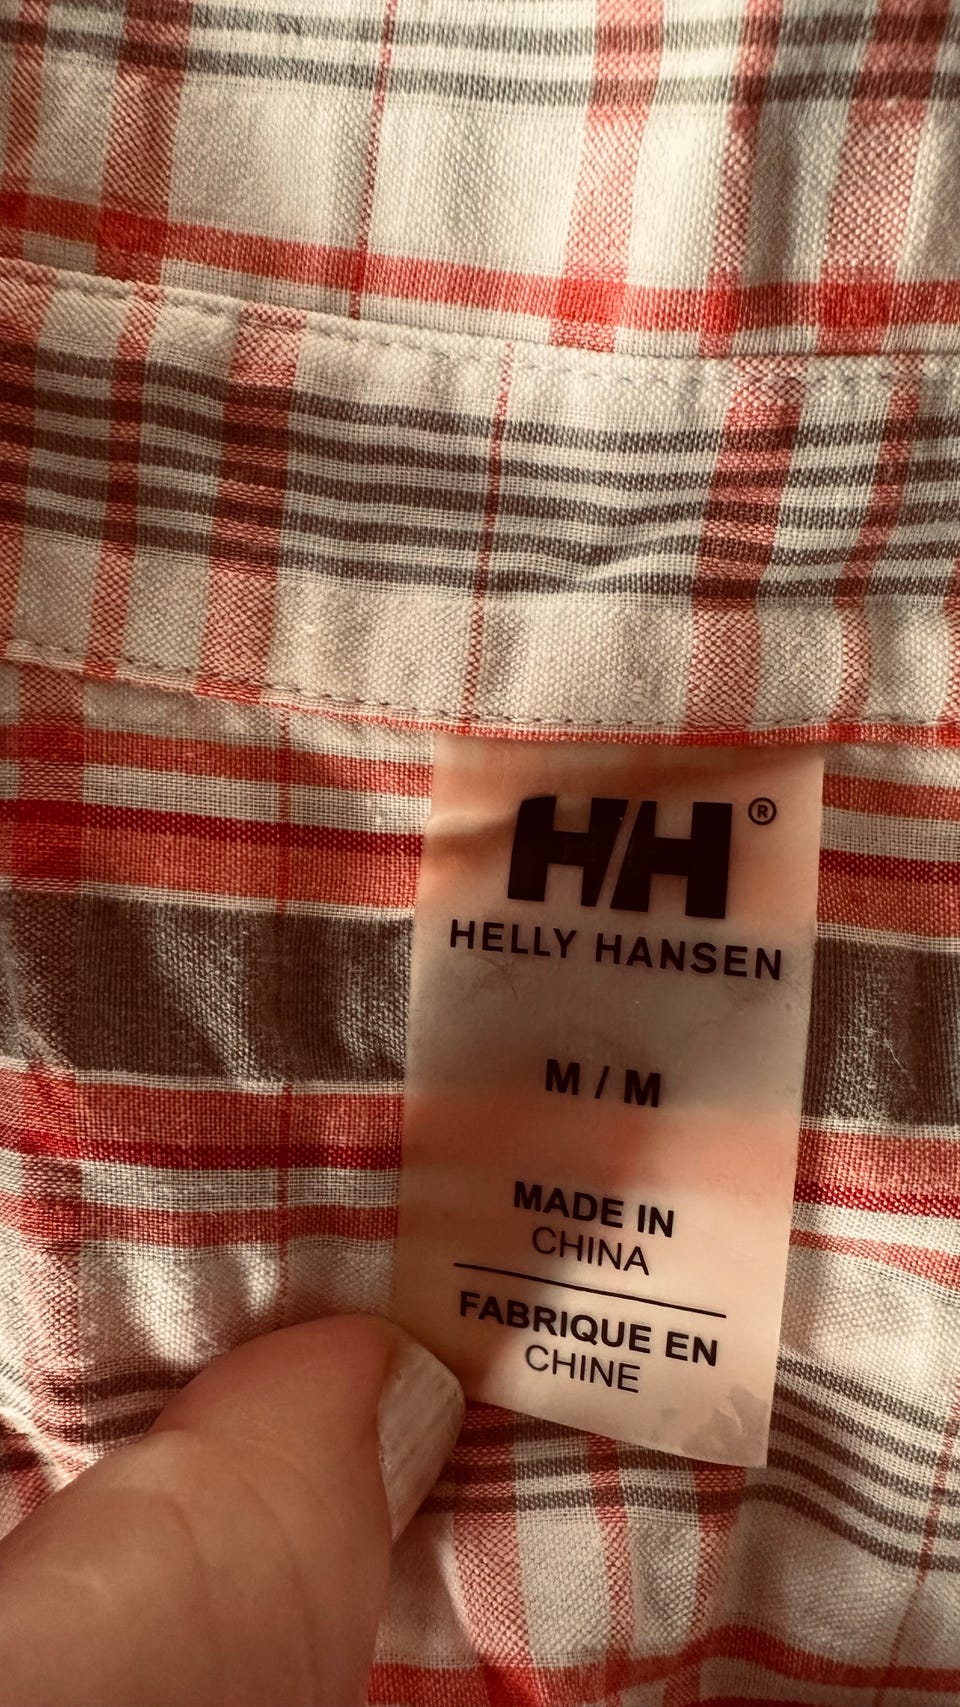 HH®
HELLY HANSEN
M / M
MADE IN
CHINA
FABRIQUE EN
CHINE